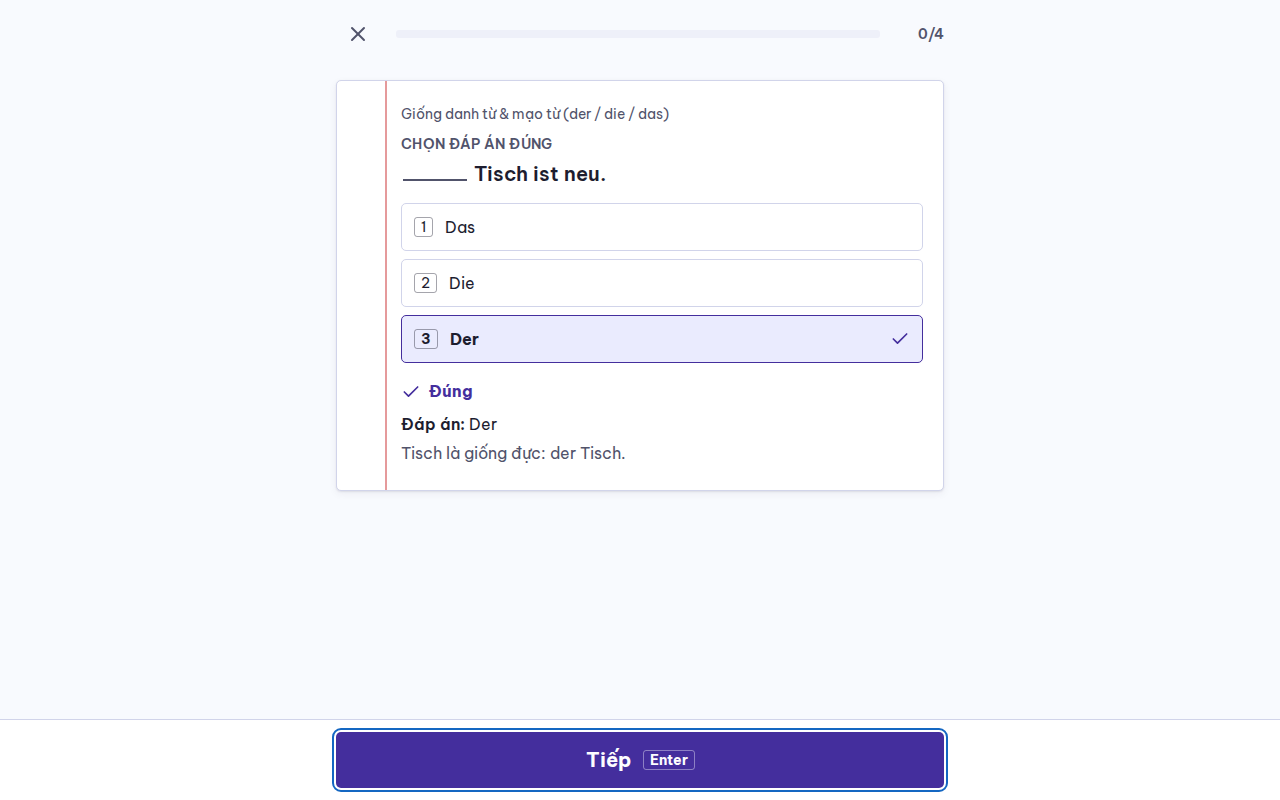 0/4
Giống danh từ & mạo từ (der / die / das)
CHỌN ĐÁP ÁN ĐÚNG
______ Tisch ist neu.
1 Das
2 Die
3 Der
Đúng
Đáp án: Der
Tisch là giống đực: der Tisch.
Tiếp Enter